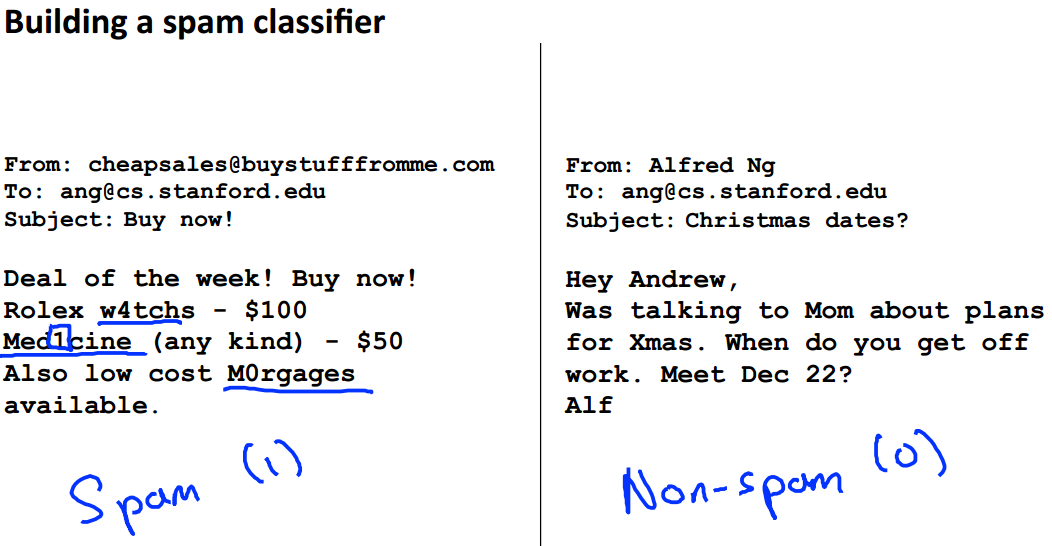 Building a spam classifier
From: cheapsales@buystufffromme.com
To: ang@cs.stanford.edu
Subject: Buy now!
Deal of the week! Buy now!
Rolex w4tchs - $100
Med1cine (any kind) - $50
Also low cost M0rgages
available.
Spam (1)
From: Alfred Ng
To: ang@cs.stanford.edu
Subject: Christmas dates?
Hey Andrew,
Was talking to Mom about plans
for Xmas. When do you get off
work. Meet Dec 22?
Alf
Non-spam (0)